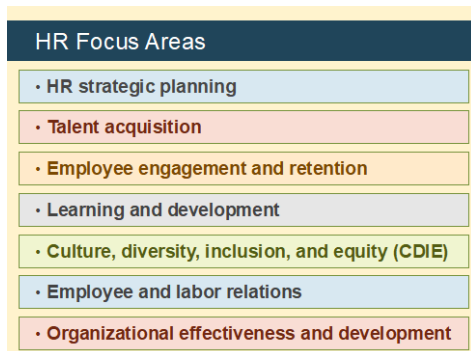 HR Focus Areas
• HR strategic planning
• Talent acquisition
• Employee engagement and retention
• Learning and development
• Culture, diversity, inclusion, and equity (CDIE)
• Employee and labor relations
• Organizational effectiveness and development